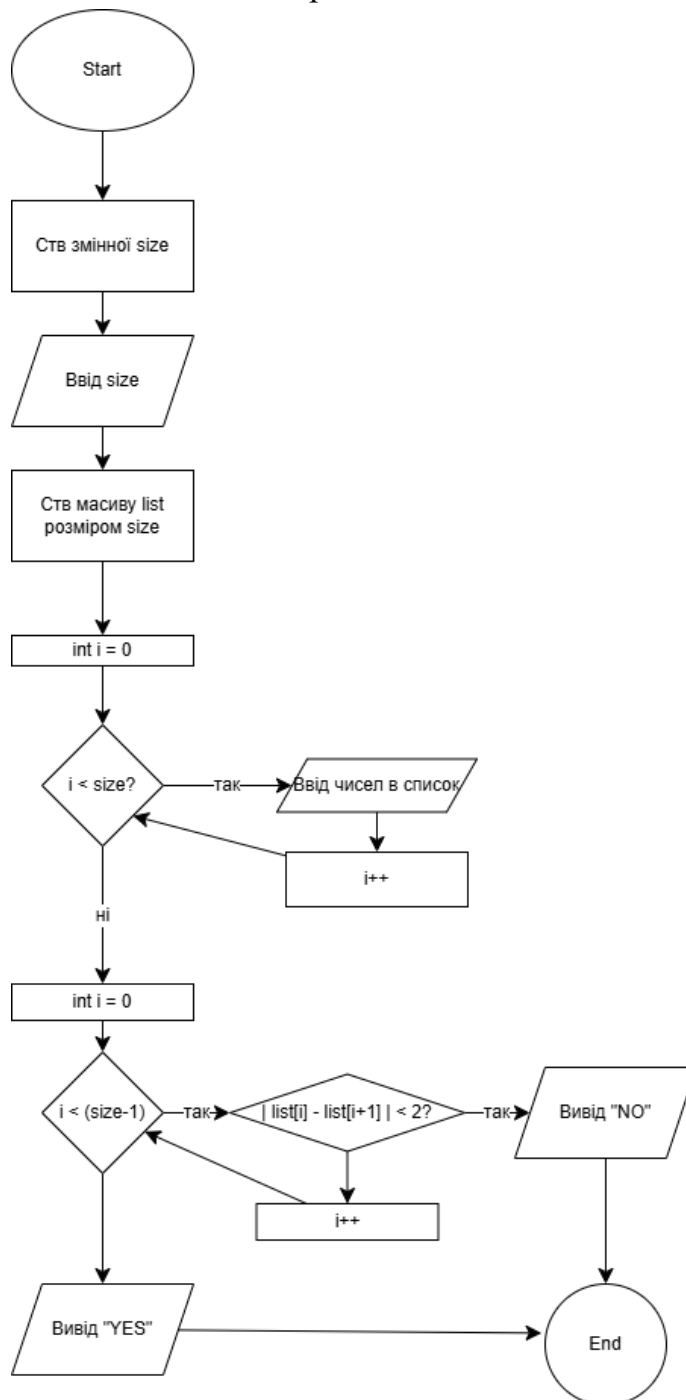 Start
Ств змінної size
Ввід size
Ств масиву list
розміром size
int i = 0
i < size?
так
Ввід чисел в список
i++
ні
int i = 0
i < (size-1)
так
| list[i] - list[i+1] | < 2?
так
Вивід "NO"
i++
Вивід "YES"
End